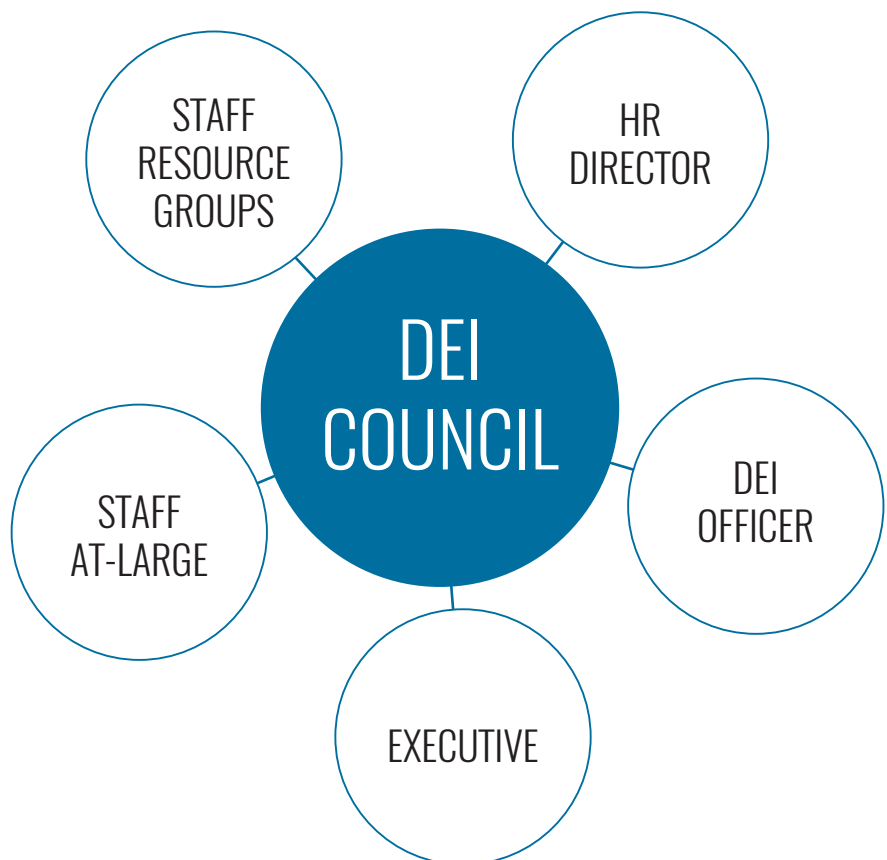 STAFF
RESOURCE
GROUPS
HR
DIRECTOR
DEI
COUNCIL
DEI
OFFICER
STAFF
AT-LARGE
EXECUTIVE